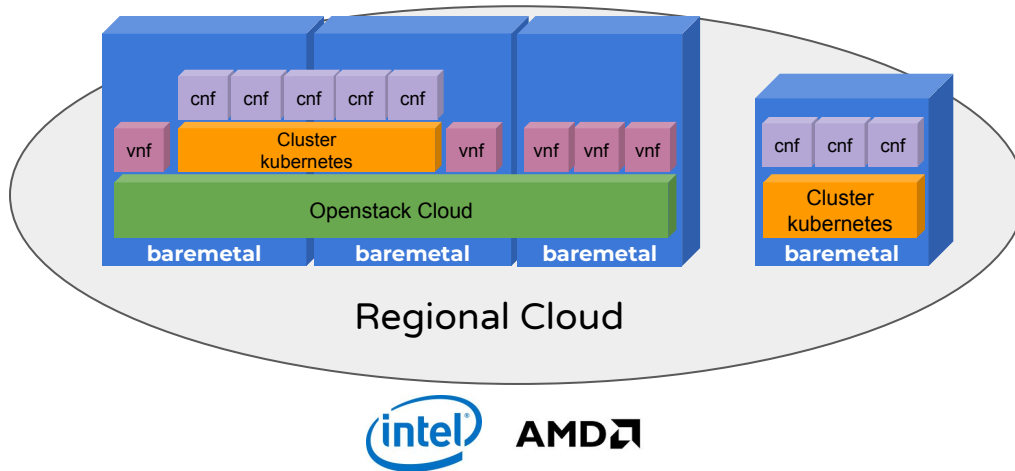 cnf cnf cnf cnf cnf
vnf
Cluster
kubernetes
vnf
vnf vnf vnf
Openstack Cloud
baremetal
baremetal
baremetal
cnf cnf cnf
Cluster
kubernetes
baremetal
Regional Cloud
intel®
AMD